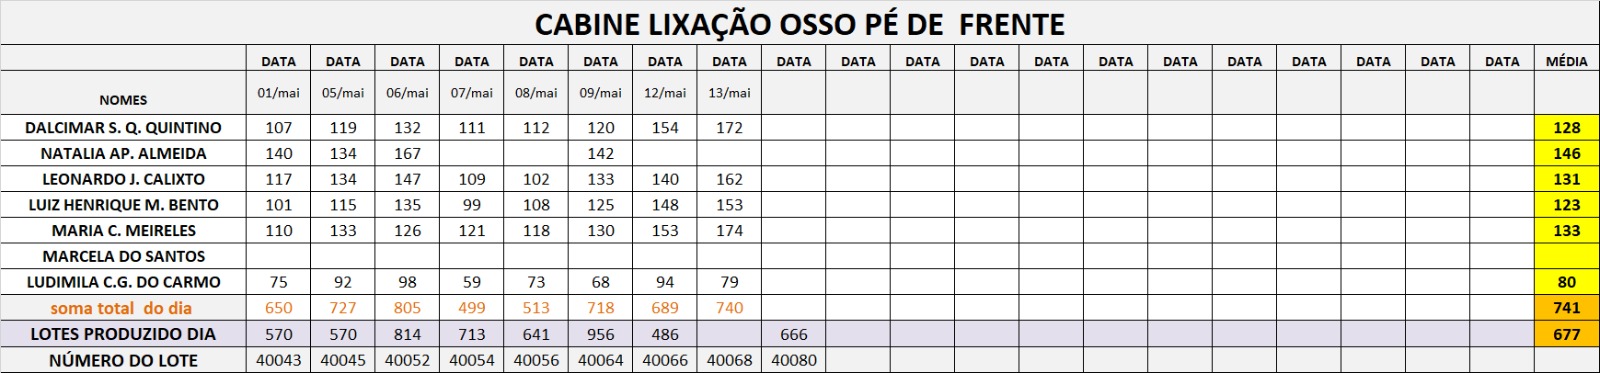 CABINE LIXAÇÃO OSSO PÉ DE FRENTE
DATA DATA DATA DATA DATA DATA DATA DATA DATA DATA DATA DATA DATA DATA DATA DATA DATA DATA DATA DATA MÉDIA
NOMES 01/mai 05/mai 06/mai 07/mai 08/mai 09/mai 12/mai 13/mai
DALCIMAR S. Q. QUINTINO 107 119 132 111 112 120 154 172 128
NATALIA AP. ALMEIDA 140 134 167 142 146
LEONARDO J. CALIXTO 117 134 147 109 102 133 140 162 131
LUIZ HENRIQUE M. BENTO 101 115 135 99 108 125 148 153 123
MARIA C. MEIRELES 110 133 126 121 118 130 153 174 133
MARCELA DO SANTOS
LUDIMILA C.G. DO CARMO 75 92 98 59 73 68 94 79 80
soma total do dia 650 727 805 499 513 718 689 740 741
LOTES PRODUZIDO DIA 570 570 814 713 641 956 486 666 677
NÚMERO DO LOTE 40043 40045 40052 40054 40056 40064 40066 40068 40080